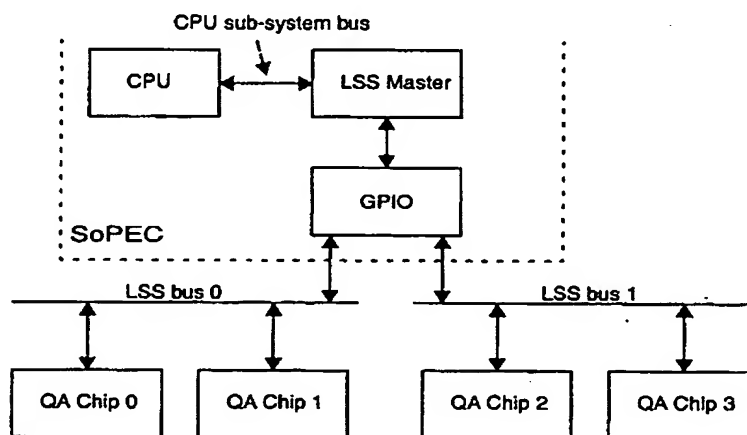 CPU sub-system bus
CPU
LSS Master
GPIO
SoPEC
LSS bus 0
LSS bus 1
QA Chip 0
QA Chip 1
QA Chip 2
QA Chip 3